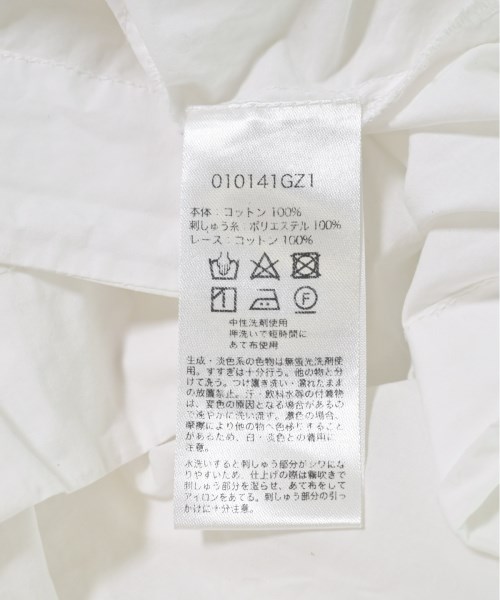 010141GZ1
本体：コットン 100%
刺しゅう糸：ポリエステル 100%
レース：コットン 100%
F
中性洗剤使用
押洗いで短時間に
あて布使用
生成・淡色系の色物は無蛍光洗剤使
用。すすぎは十分行う。他の物と分
けて洗う。つけ置き洗い・濡れたまま
の放置禁止。汗・飲料水等の付着物
は、変色の原因となる場合があるの
で速やかに洗い流す。濃色の場合、
摩擦により他の物へ色移りすること
があるため、白・淡色との着用に
注意。
水洗いすると刺しゅう部分がシワにな
りやすいため、仕上げの際は霧吹きで
刺しゅう部分を湿らせ、あて布をして
アイロンをあてる。刺しゅう部分の引っ
かけに十分注意。